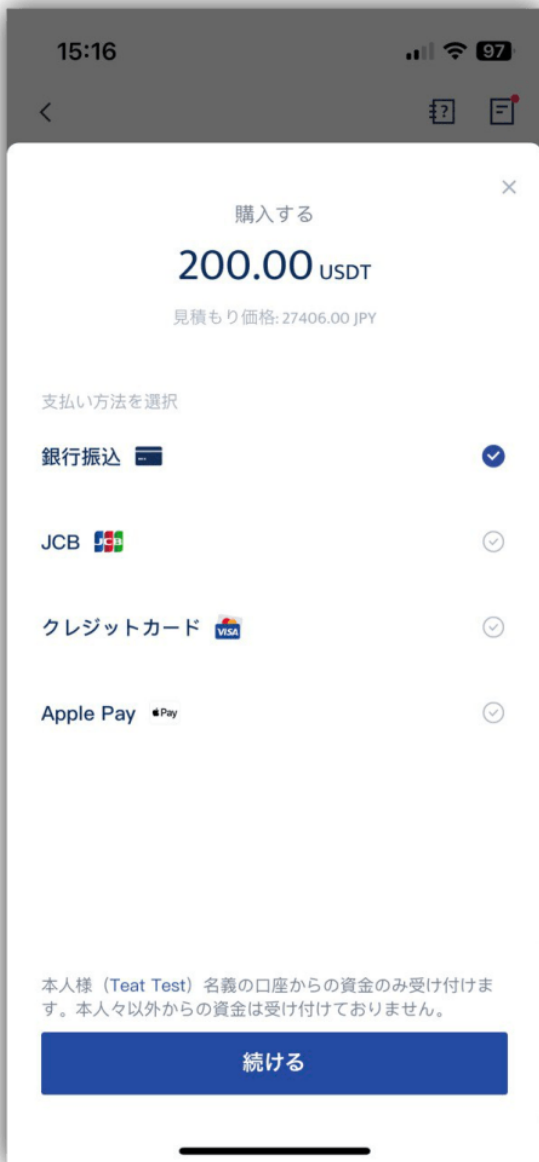 15:16
97
購入する
200.00 USDT
見積もり価格: 27406.00 JPY
支払い方法を選択
銀行振込
JCB JCB
クレジットカード VISA
Apple Pay Pay
本人様（Teat Test）名義の口座からの資金のみ受け付けま
す。本人々以外からの資金は受け付けておりません。
続ける